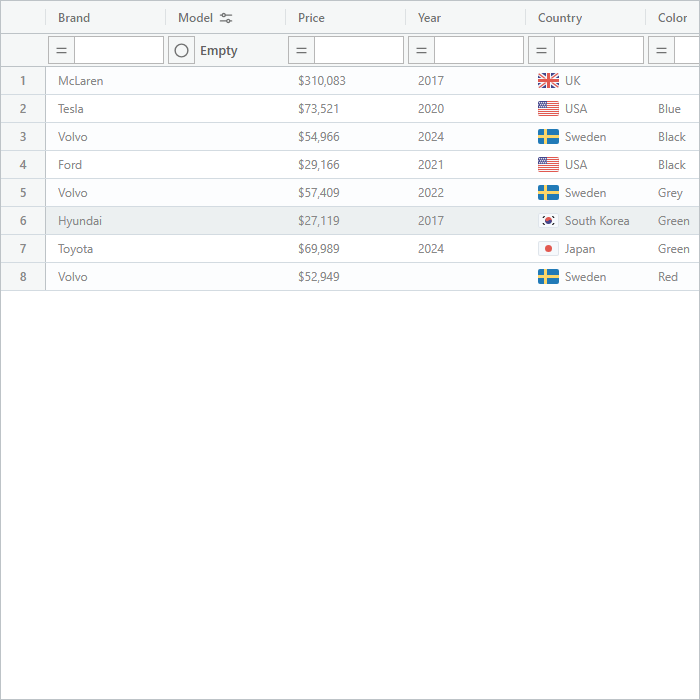 Brand Model Price Year Country Color
= Empty = = = =
1 McLaren $310,083 2017 UK
2 Tesla $73,521 2020 USA Blue
3 Volvo $54,966 2024 Sweden Black
4 Ford $29,166 2021 USA Black
5 Volvo $57,409 2022 Sweden Grey
6 Hyundai $27,119 2017 South Korea Green
7 Toyota $69,989 2024 Japan Green
8 Volvo $52,949 Sweden Red